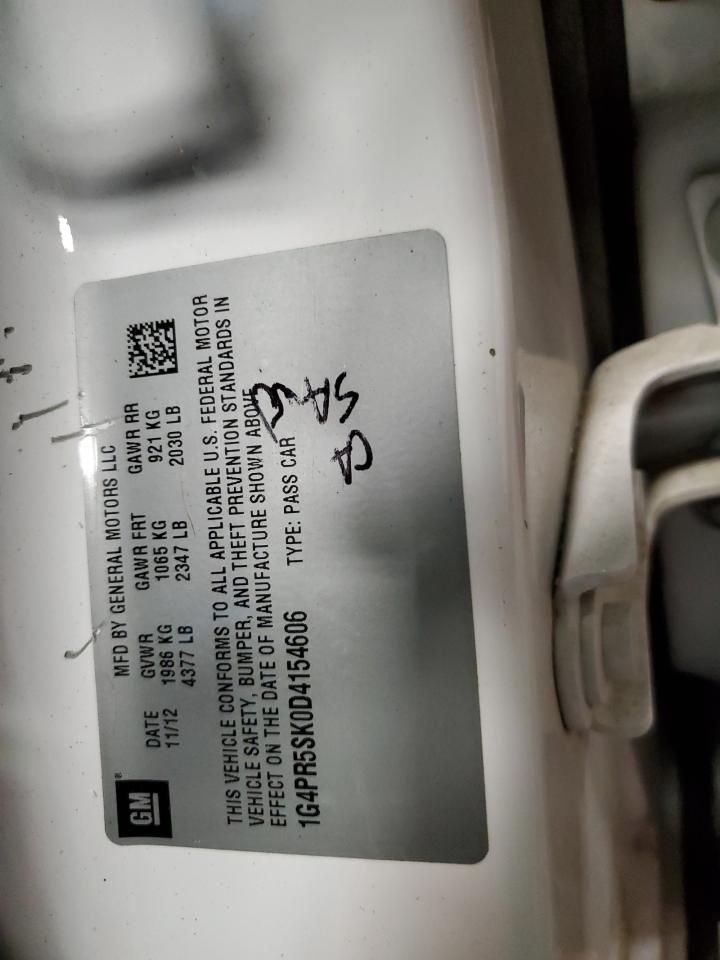 GM
MFD BY GENERAL MOTORS LLC
DATE GVWR GAWR FRT GAWR RR
11/12 1986 KG 1065 KG 921 KG
4377 LB 2347 LB 2030 LB
THIS VEHICLE CONFORMS TO ALL APPLICABLE U.S. FEDERAL MOTOR
VEHICLE SAFETY, BUMPER, AND THEFT PREVENTION STANDARDS IN
EFFECT ON THE DATE OF MANUFACTURE SHOWN ABOVE
1G4PR5SK0D4154606 TYPE: PASS CAR